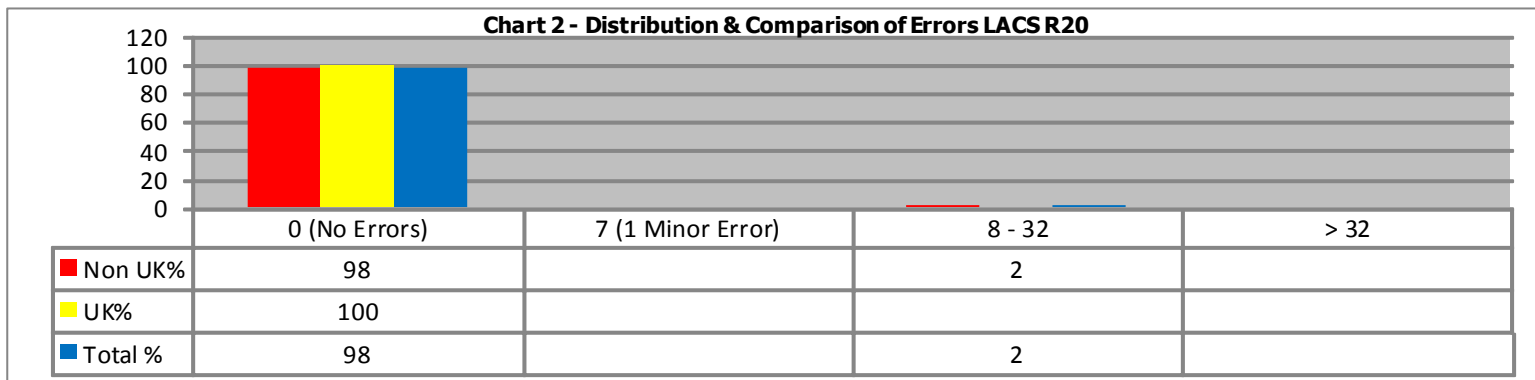 Chart 2 - Distribution & Comparison of Errors LACS R20
120
100
80
60
40
20
0
0 (No Errors) 7 (1 Minor Error) 8 - 32 > 32
Non UK% 98 2
UK% 100
Total % 98 2